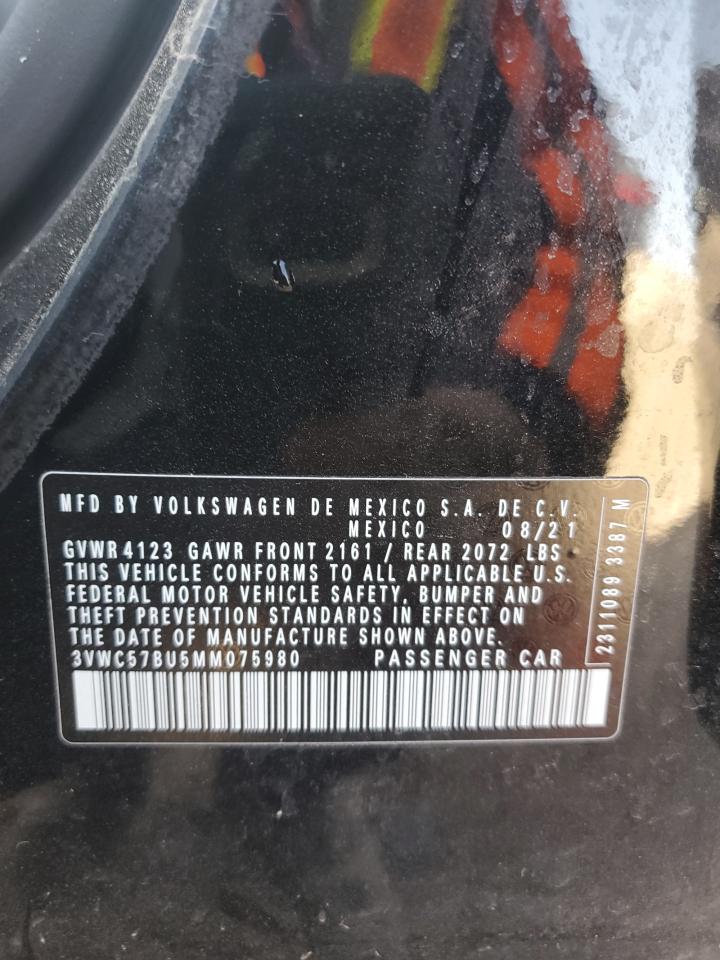 MFD BY VOLKSWAGEN DE MEXICO S.A. DE C.V.
MEXICO 08/21
GVWR 4123 GAWR FRONT 2161 / REAR 2072 LBS
THIS VEHICLE CONFORMS TO ALL APPLICABLE U.S.
FEDERAL MOTOR VEHICLE SAFETY, BUMPER AND
THEFT PREVENTION STANDARDS IN EFFECT ON
THE DATE OF MANUFACTURE SHOWN ABOVE.
3VWC57BU5MM075980 PASSENGER CAR
2311089 3387 M